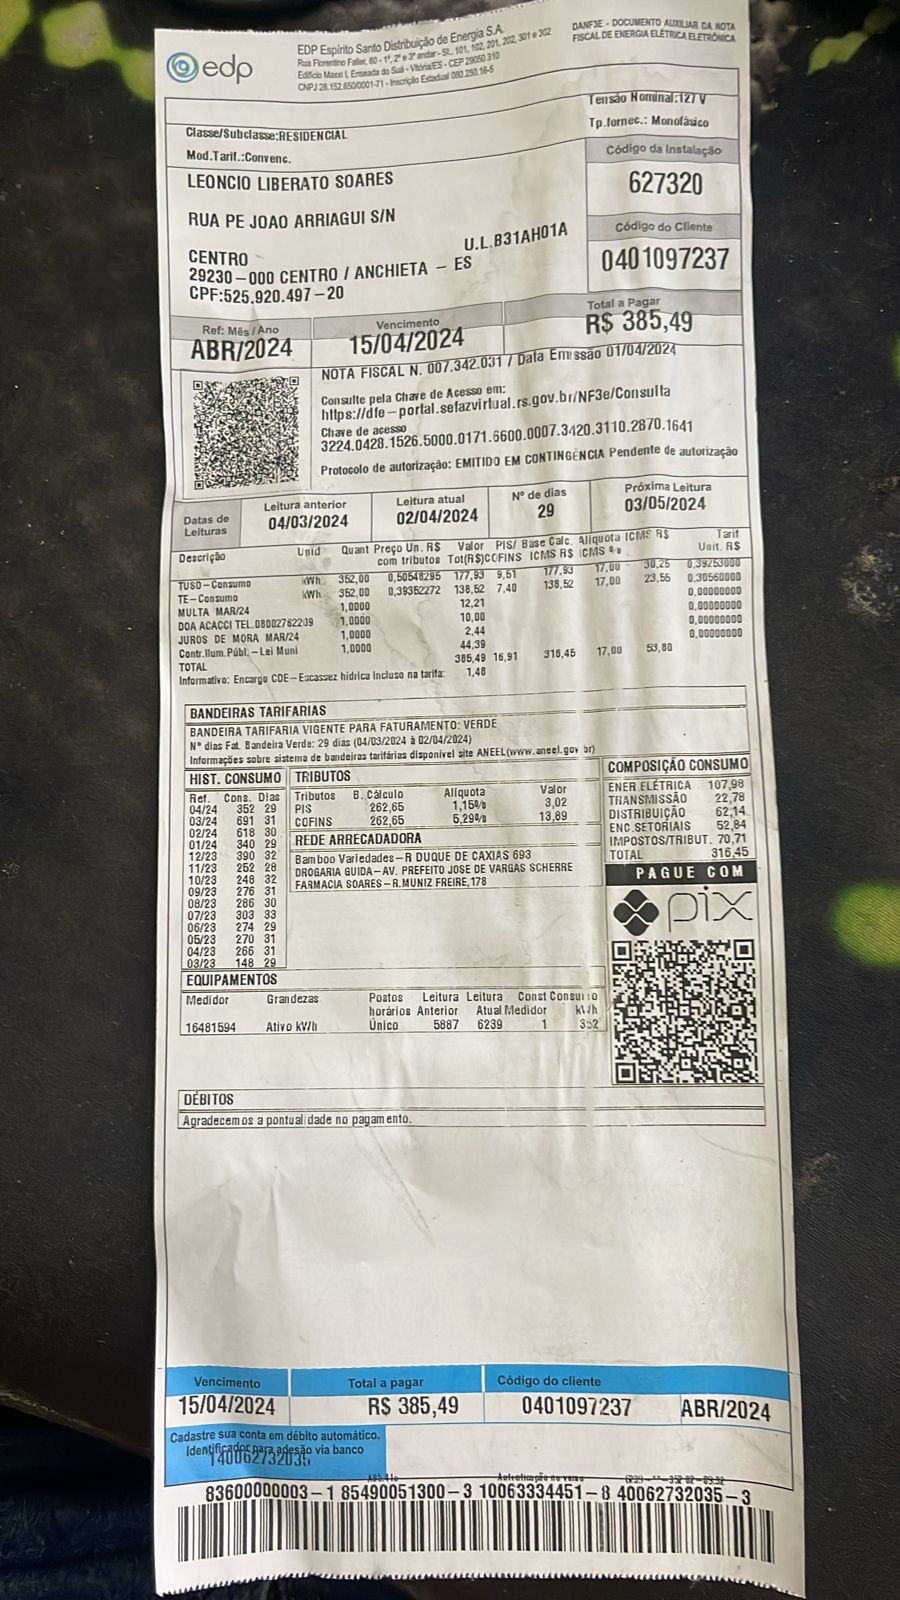 edp
EDP Espírito Santo Distribuição de Energia S.A.
Rua Florentino Faller, 80 - 1º, 2º e 3º andar - SL. 101, 102, 201, 202, 301 e 302
Edifício Maxxi I, Enseada do Suá - Vitória/ES - CEP 29050 310
CNPJ 28.152.650/0001-71 - Inscrição Estadual 080.250.16-5
DANF3E - DOCUMENTO AUXILIAR DA NOTA
FISCAL DE ENERGIA ELÉTRICA ELETRÔNICA
Classe/Subclasse:RESIDENCIAL
Mod.Tarif.:Convenc.
Tensão Nominal:127 V
Tp.fornec.: Monofásico
LEONCIO LIBERATO SOARES
RUA PE JOAO ARRIAGUI S/N
CENTRO U.L.B31AH01A
29230-000 CENTRO / ANCHIETA - ES
CPF:525.920.497-20
Código da Instalação
627320
Código do Cliente
0401097237
Ref: Mês/Ano Vencimento Total a Pagar
ABR/2024 15/04/2024 R$ 385,49
NOTA FISCAL N. 007.342.031 / Data Emissão 01/04/2024
Consulte pela Chave de Acesso em:
https://dfe-portal.sefazvirtual.rs.gov.br/NF3e/Consulta
Chave de acesso
3224.0428.1526.5000.0171.6600.0007.3420.3110.2870.1641
Protocolo de autorização: EMITIDO EM CONTINGÊNCIA Pendente de autorização
Datas de Leituras Leitura anterior Leitura atual Nº de dias Próxima Leitura
04/03/2024 02/04/2024 29 03/05/2024
Descrição Unid Quant Preço Un. R$ com tributos Valor Tot(R$) PIS/COFINS Base Calc. ICMS R$ Alíquota ICMS % ICMS R$ Tarif Unit. R$
TUSD-Consumo kWh 352,00 0,50548295 177,93 9,51 177,93 17,00 30,25 0,39253000
TE-Consumo kWh 352,00 0,39352272 138,52 7,40 138,52 17,00 23,55 0,30560000
MULTA MAR/24 1,0000 12,21 0,00000000
DOA ACACCI TEL.08002762209 1,0000 10,00 0,00000000
JUROS DE MORA MAR/24 1,0000 2,44 0,00000000
Contr.Ilum.Públ.-Lei Muni 1,0000 44,39 0,00000000
TOTAL 385,49 16,91 316,45 17,00 53,80
Informativo: Encargo CDE-Escassez hídrica incluso na tarifa: 1,48
BANDEIRAS TARIFARIAS
BANDEIRA TARIFARIA VIGENTE PARA FATURAMENTO: VERDE
Nº dias Fat. Bandeira Verde: 29 dias (04/03/2024 à 02/04/2024)
Informações sobre sistema de bandeiras tarifárias disponível site ANEEL(www.aneel.gov br)
HIST. CONSUMO
Ref. Cons. Dias
04/24 352 29
03/24 691 31
02/24 618 30
01/24 340 29
12/23 390 32
11/23 252 28
10/23 248 32
09/23 276 31
08/23 286 30
07/23 303 33
06/23 274 29
05/23 270 31
04/23 266 31
03/23 148 29
TRIBUTOS
Tributos B. Cálculo Alíquota Valor
PIS 262,65 1,15% 3,02
COFINS 262,65 5,29% 13,89
REDE ARRECADADORA
Bamboo Variedades-R DUQUE DE CAXIAS 693
DROGARIA GUIDA-AV. PREFEITO JOSE DE VARGAS SCHERRE
FARMACIA SOARES-R.MUNIZ FREIRE,178
COMPOSIÇÃO CONSUMO
ENER.ELÉTRICA 107,98
TRANSMISSÃO 22,78
DISTRIBUIÇÃO 62,14
ENC.SETORIAIS 52,84
IMPOSTOS/TRIBUT. 70,71
TOTAL 316,45
PAGUE COM
pix
EQUIPAMENTOS
Medidor Grandezas Postos horários Leitura Anterior Leitura Atual Const Medidor Consumo kWh
16481594 Ativo kWh Único 5887 6239 1 352
DÉBITOS
Agradecemos a pontualidade no pagamento.
Vencimento Total a pagar Código do cliente
15/04/2024 R$ 385,49 0401097237 ABR/2024
Cadastre sua conta em débito automático.
Identificador para adesão via banco
140062732035
Autenticação no verso
83600000003-1 85490051300-3 10063334451-8 40062732035-3